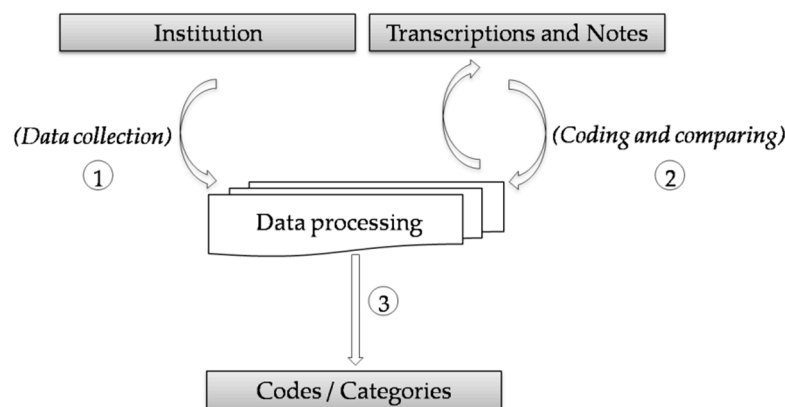 Institution
Transcriptions and Notes
(Data collection)
1
(Coding and comparing)
2
Data processing
3
Codes / Categories